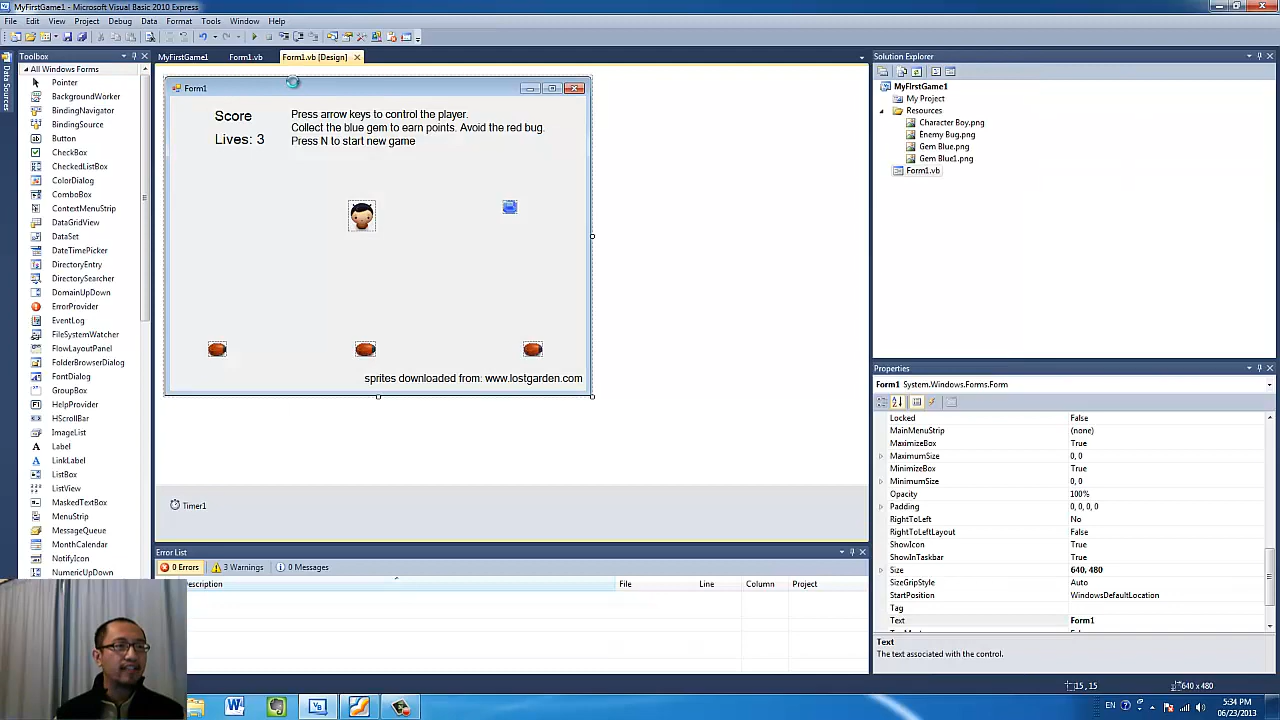 MyFirstGame1 - Microsoft Visual Basic 2010 Express
File Edit View Project Debug Data Format Tools Window Help
Toolbox
MyFirstGame1 Form1.vb Form1.vb [Design]
Solution Explorer
Data Sources
All Windows Forms
Pointer
BackgroundWorker
BindingNavigator
BindingSource
Button
CheckBox
CheckedListBox
ColorDialog
ComboBox
ContextMenuStrip
DataGridView
DataSet
DateTimePicker
DirectoryEntry
DirectorySearcher
DomainUpDown
ErrorProvider
EventLog
FileSystemWatcher
FlowLayoutPanel
FolderBrowserDialog
FontDialog
GroupBox
HelpProvider
HScrollBar
ImageList
Label
LinkLabel
ListBox
ListView
MaskedTextBox
MenuStrip
MessageQueue
MonthCalendar
NotifyIcon
NumericUpDown
Form1
Score
Lives: 3
Press arrow keys to control the player.
Collect the blue gem to earn points. Avoid the red bug.
Press N to start new game
sprites downloaded from: www.lostgarden.com
Timer1
Error List
0 Errors 3 Warnings 0 Messages
escription File Line Column Project
MyFirstGame1
My Project
Resources
Character Boy.png
Enemy Bug.png
Gem Blue.png
Gem Blue1.png
Form1.vb
Properties
Form1 System.Windows.Forms.Form
Locked False
MainMenuStrip (none)
MaximizeBox True
MaximumSize 0, 0
MinimizeBox True
MinimumSize 0, 0
Opacity 100%
Padding 0, 0, 0, 0
RightToLeft No
RightToLeftLayout False
ShowIcon True
ShowInTaskbar True
Size 640, 480
SizeGripStyle Auto
StartPosition WindowsDefaultLocation
Tag
Text Form1
Text
The text associated with the control.
15 , 15 640 x 480
EN
5:34 PM
06/23/2013